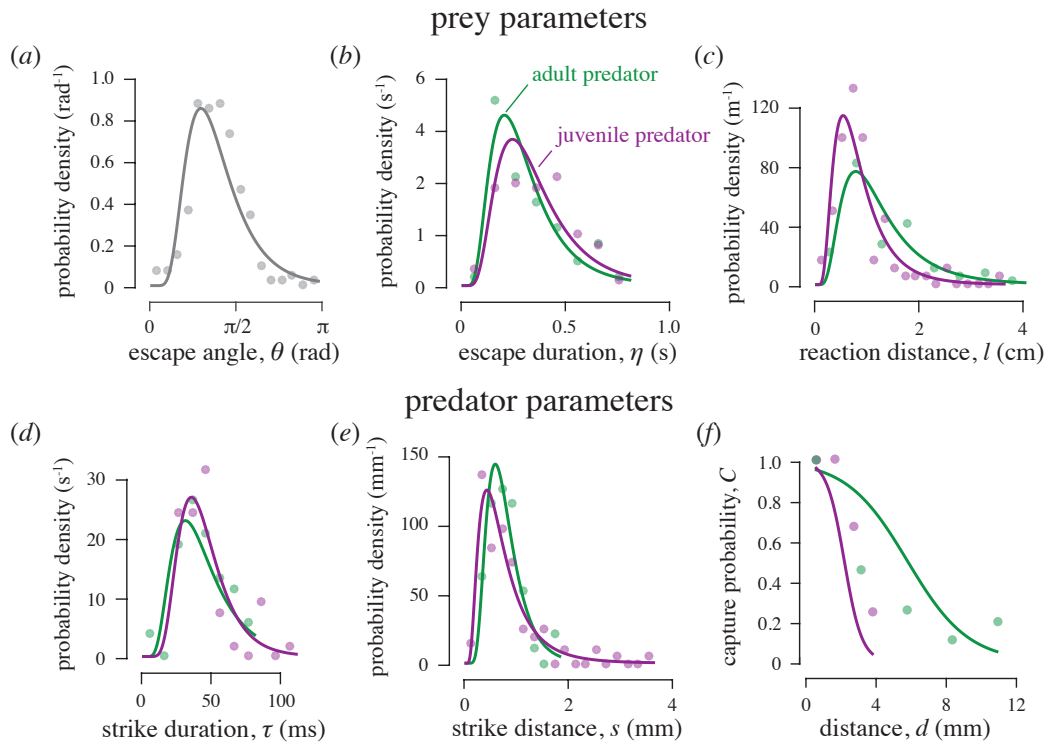 prey parameters
(a)
probability density (rad⁻¹)
1.0
0.8
0.6
0.4
0.2
0
0
π/2
π
escape angle, θ (rad)
(b)
probability density (s⁻¹)
6
4
2
1
0
0
0.5
1.0
escape duration, η (s)
adult predator
juvenile predator
(c)
probability density (m⁻¹)
120
80
40
0
0
2
4
reaction distance, l (cm)
predator parameters
(d)
probability density (s⁻¹)
30
20
10
0
0
50
100
strike duration, τ (ms)
(e)
probability density (mm⁻¹)
150
100
50
0
0
2
4
strike distance, s (mm)
(f)
capture probability, C
1.0
0.8
0.6
0.4
0.2
0
0
4
8
12
distance, d (mm)